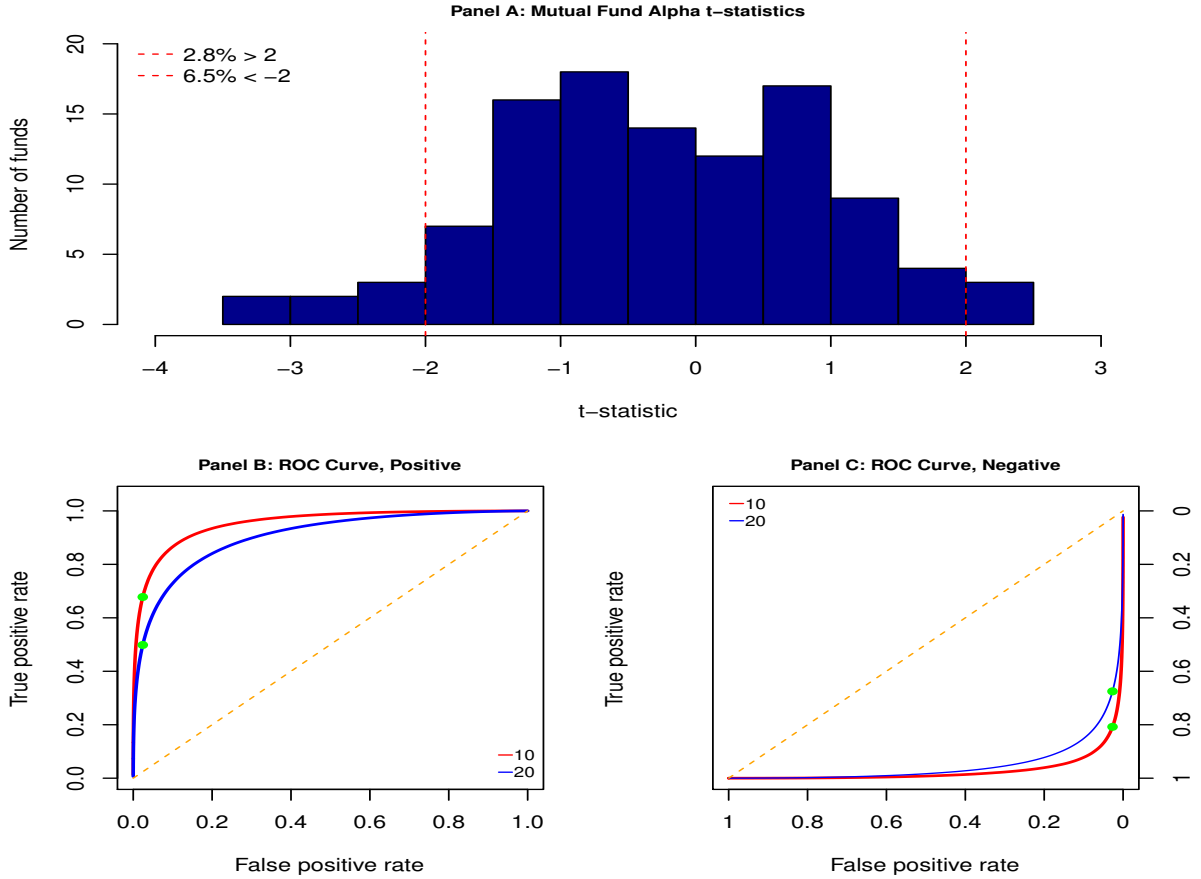 Panel A: Mutual Fund Alpha t−statistics
2.8% > 2
6.5% < −2
Number of funds
20
15
10
5
0
−4 −3 −2 −1 0 1 2 3
t−statistic
Panel B: ROC Curve, Positive
True positive rate
1.0
0.8
0.6
0.4
0.2
0.0
10
20
0.0 0.2 0.4 0.6 0.8 1.0
False positive rate
Panel C: ROC Curve, Negative
10
20
True positive rate
0
0.2
0.4
0.6
0.8
1
1 0.8 0.6 0.4 0.2 0
False positive rate